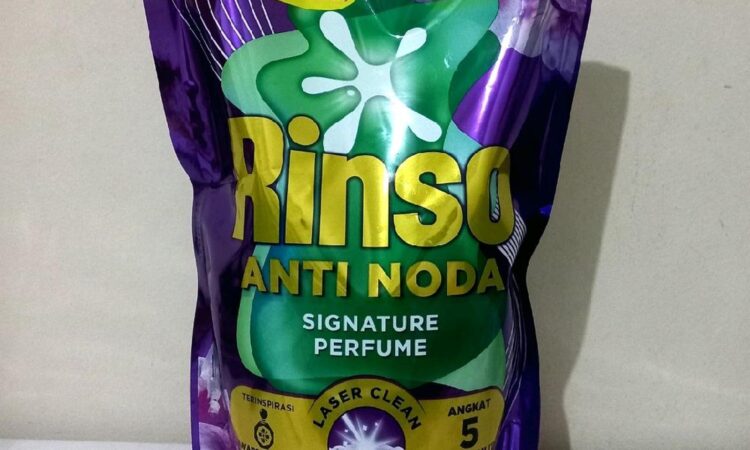 Rinso
ANTI NODA
SIGNATURE
PERFUME
LASER CLEAN
TERINSPIRASI
ANGKAT
5